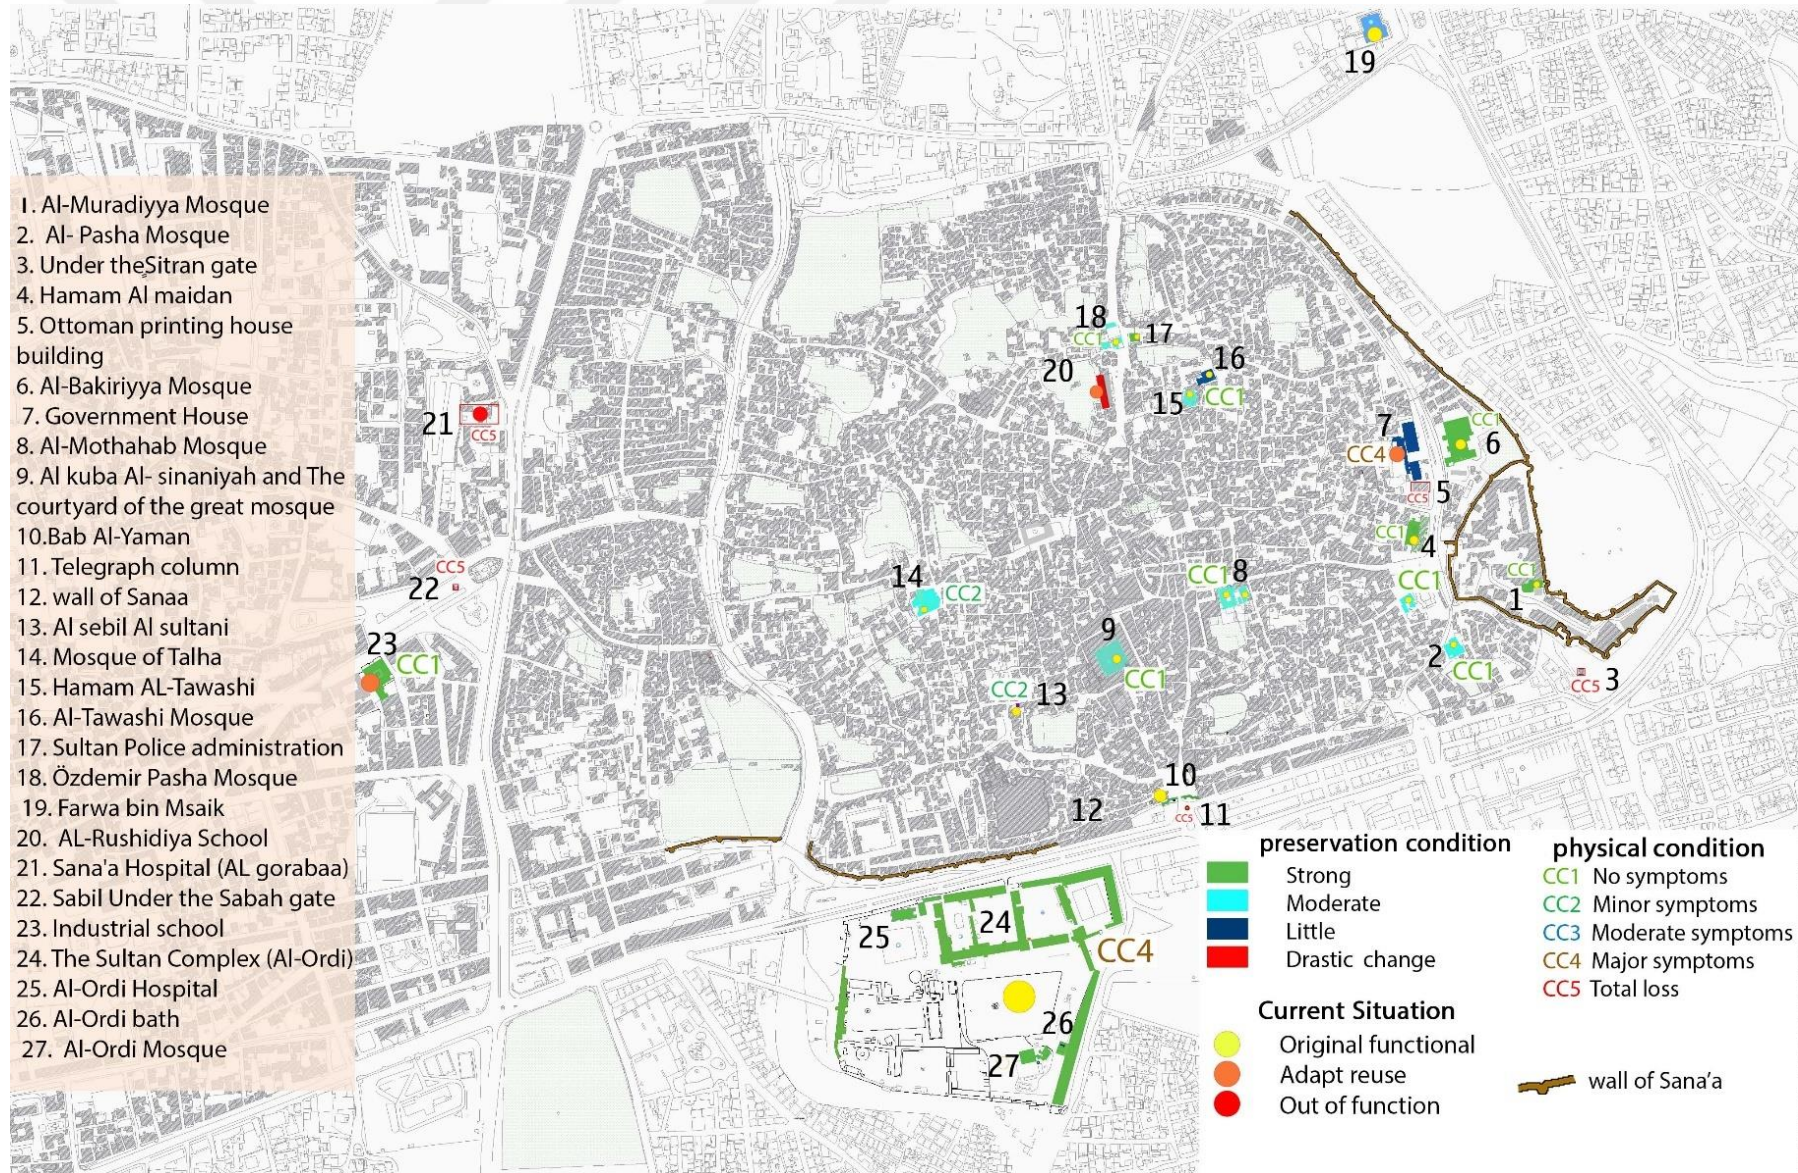 1. Al-Muradiyya Mosque
2. Al- Pasha Mosque
3. Under theSitran gate
4. Hamam Al maidan
5. Ottoman printing house
building
6. Al-Bakiriyya Mosque
7. Government House
8. Al-Mothahab Mosque
9. Al kuba Al- sinaniyah and The
courtyard of the great mosque
10.Bab Al-Yaman
11. Telegraph column
12. wall of Sanaa
13. Al sebil Al sultani
14. Mosque of Talha
15. Hamam AL-Tawashi
16. Al-Tawashi Mosque
17. Sultan Police administration
18. Özdemir Pasha Mosque
19. Farwa bin Msaik
20. AL-Rushidiya School
21. Sana'a Hospital (AL gorabaa)
22. Sabil Under the Sabah gate
23. Industrial school
24. The Sultan Complex (Al-Ordi)
25. Al-Ordi Hospital
26. Al-Ordi bath
27. Al-Ordi Mosque
19
18
CC1
17
20
16
15 CC1
21
CC5
7
CC4
CC1
6
CC5 5
CC1
4
CC5
22
14 CC2
CC1 8
CC1
CC1
1
23
CC1
9
CC1
2
CC1
CC5 3
CC2
13
10
12
CC5 11
24
25
CC4
26
27
preservation condition
Strong
Moderate
Little
Drastic change
Current Situation
Original functional
Adapt reuse
Out of function
physical condition
CC1 No symptoms
CC2 Minor symptoms
CC3 Moderate symptoms
CC4 Major symptoms
CC5 Total loss
wall of Sana’a